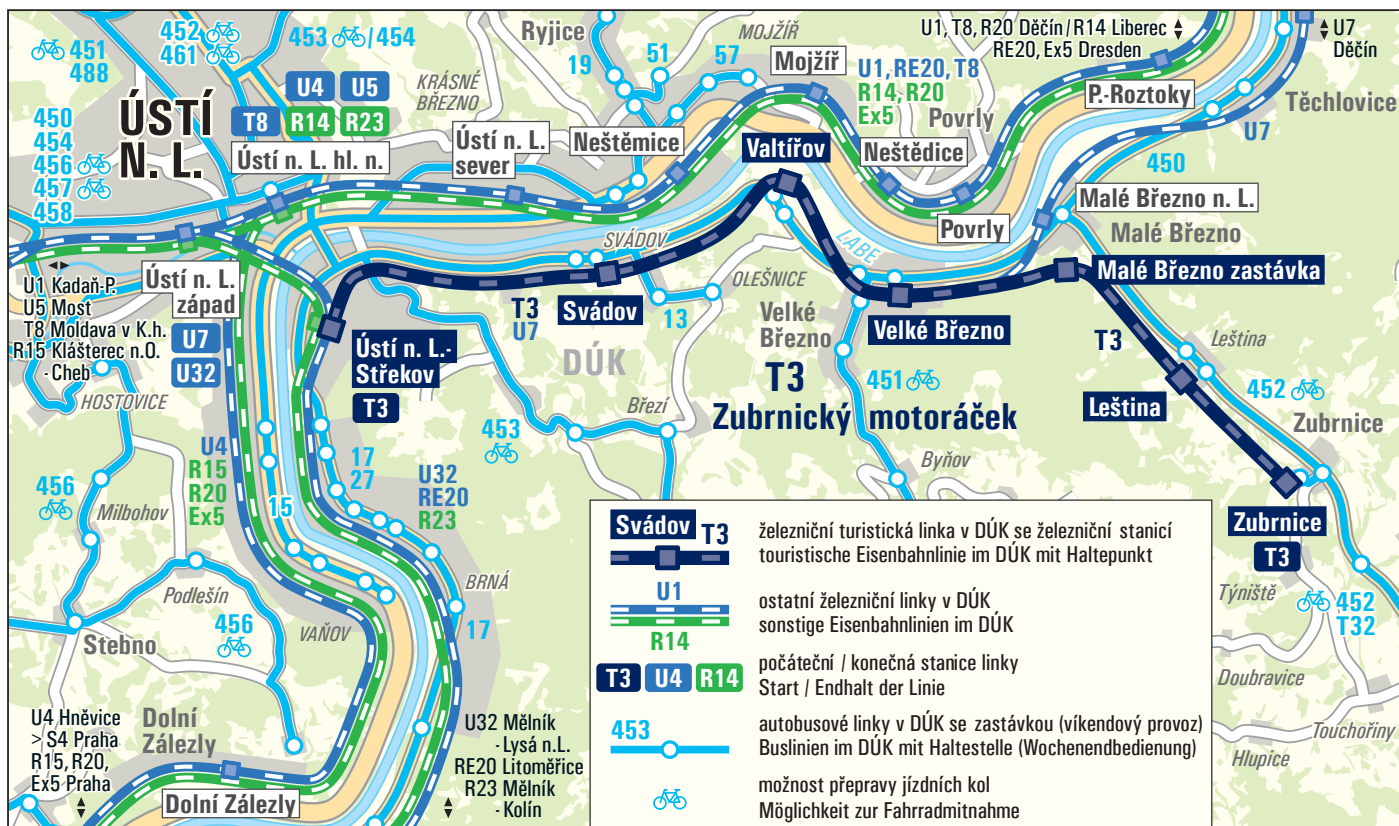 451
488
452
461
453 /454
U4 U5
T8 R14 R23
ÚSTÍ
N. L.
Ústí n. L. hl. n.
450
454
456
457
458
KRÁSNÉ
BŘEZNO
Ústí n. L.
sever
Ryjice
19
51
57
MOJŽÍŘ
Mojžíř
Neštěmice
U1, RE20, T8
R14, R20
Ex5
Povrly
Neštědice
Povrly
U1, T8, R20 Děčín / R14 Liberec
RE20, Ex5 Dresden
U7
Děčín
P.-Roztoky
Těchlovice
U7
450
Valtířov
LABE
Malé Březno n. L.
Malé Březno
Malé Březno zastávka
SVÁDOV
Svádov
OLEŠNICE
13
T3
U7
DÚK
Velké
Březno
Velké Březno
T3
Zubrnický motoráček
451
Byňov
Březí
453
T3
Leština
Leština
452
Zubrnice
Zubrnice
T3
Týniště
452
T32
Doubravice
Touchořiny
Hlupice
U1 Kadaň-P.
U5 Most
T8 Moldava v K.h.
R15 Klášterec n.O.
- Cheb
Ústí n. L.
západ
U7
U32
Ústí n. L.-
Střekov
T3
HOSTOVICE
U4
R15
R20
Ex5
15
17
27
U32
RE20
R23
456
Milbohov
Podlešín
456
Stebno
VAŇOV
BRNÁ
17
U4 Hněvice
> S4 Praha
R15, R20,
Ex5 Praha
Dolní
Zálezly
Dolní Zálezly
U32 Mělník
- Lysá n.L.
RE20 Litoměřice
R23 Mělník
- Kolín
Svádov T3
železniční turistická linka v DÚK se železniční stanicí
touristische Eisenbahnlinie im DÚK mit Haltepunkt
U1
R14
ostatní železniční linky v DÚK
sonstige Eisenbahnlinien im DÚK
T3 U4 R14
počáteční / konečná stanice linky
Start / Endhalt der Linie
453
autobusové linky v DÚK se zastávkou (víkendový provoz)
Buslinien im DÚK mit Haltestelle (Wochenendbedienung)
možnost přepravy jízdních kol
Möglichkeit zur Fahrradmitnahme